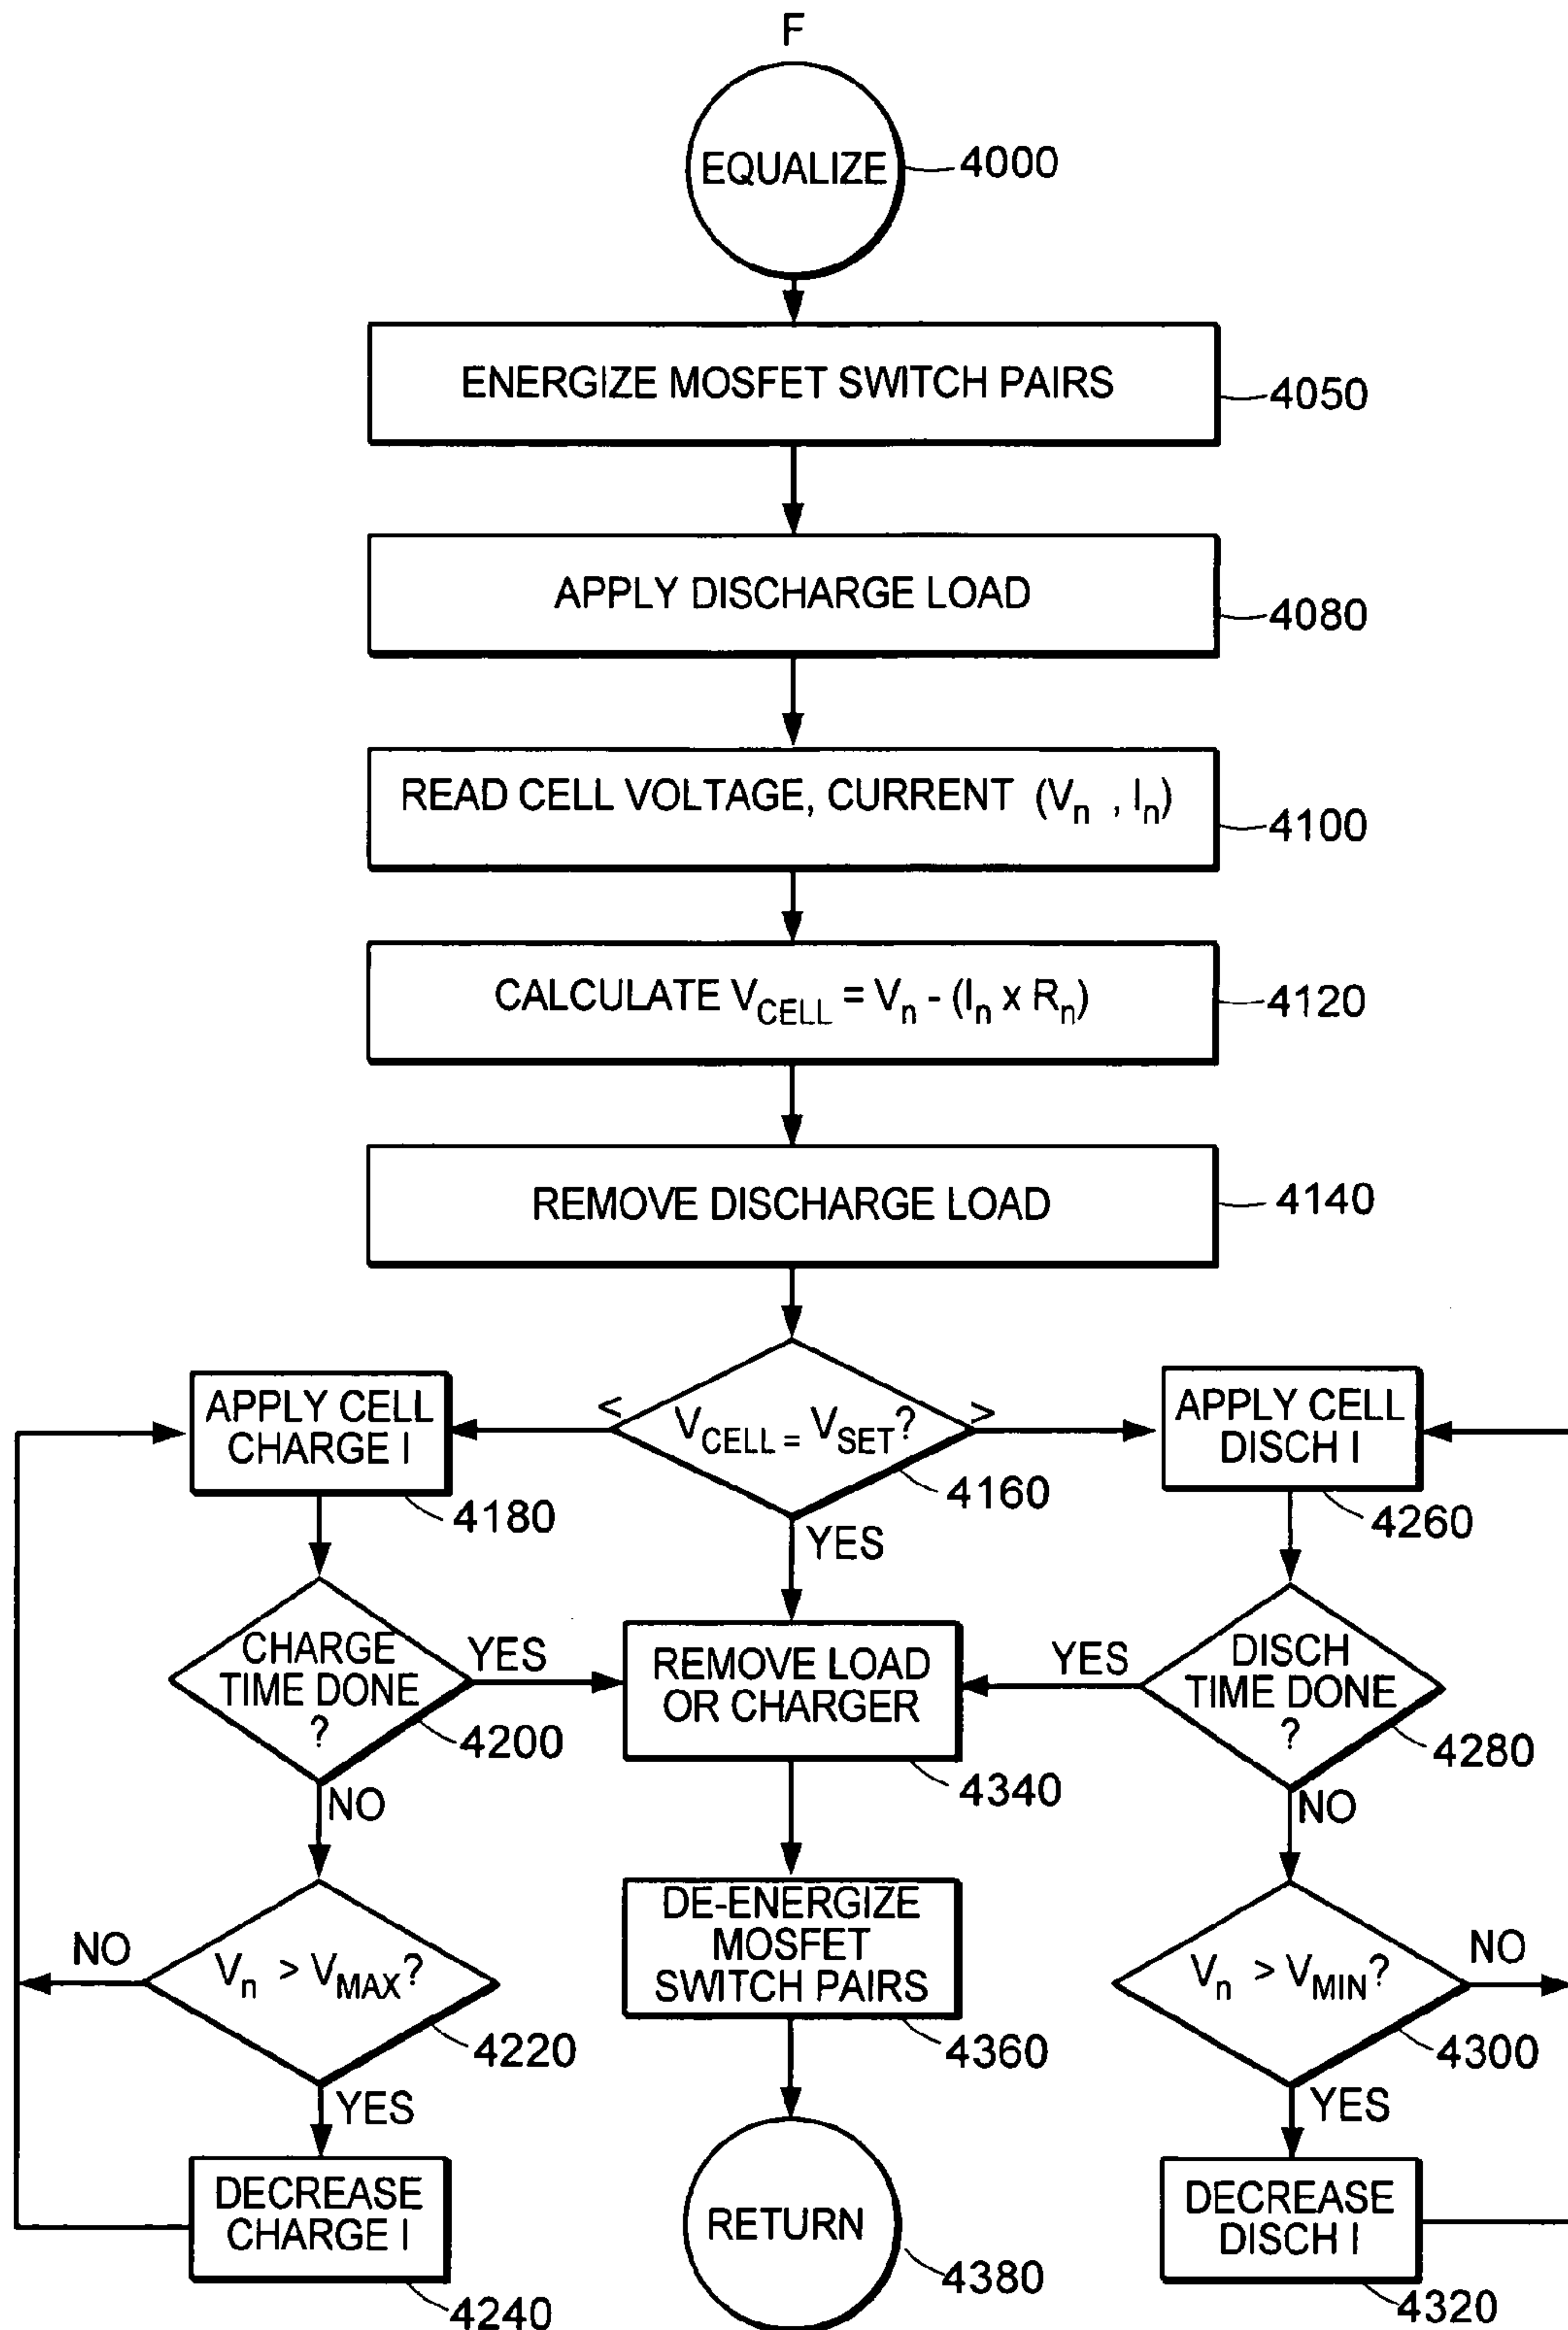 F
EQUALIZE
4000
ENERGIZE MOSFET SWITCH PAIRS
4050
APPLY DISCHARGE LOAD
4080
READ CELL VOLTAGE, CURRENT (Vn , In)
4100
CALCULATE VCELL = Vn - (In x Rn)
4120
REMOVE DISCHARGE LOAD
4140
VCELL = VSET?
<
>
YES
4160
APPLY CELL
CHARGE I
4180
CHARGE
TIME DONE
?
YES
4200
NO
Vn > VMAX?
NO
4220
YES
DECREASE
CHARGE I
4240
REMOVE LOAD
OR CHARGER
4340
DE-ENERGIZE
MOSFET
SWITCH PAIRS
4360
RETURN
4380
APPLY CELL
DISCH I
4260
DISCH
TIME DONE
?
YES
4280
NO
Vn > VMIN?
NO
4300
YES
DECREASE
DISCH I
4320